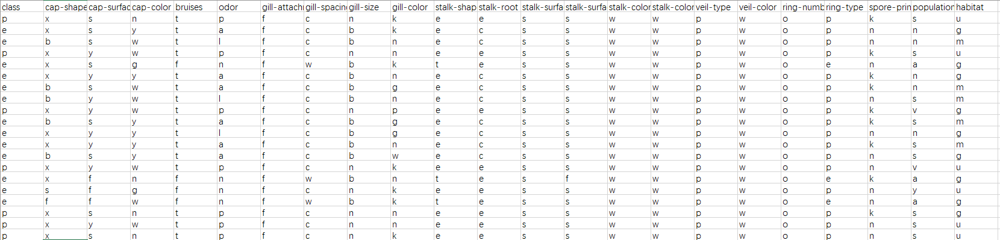 class cap-shape cap-surfac cap-color bruises odor gill-attachr gill-spacin gill-size gill-color stalk-shap stalk-root stalk-surfa stalk-surfa stalk-color stalk-color veil-type veil-color ring-numb ring-type spore-prin population habitat
p x s n t p f c n k e e s s w w p w o p k s u
e x s y t a f c b k e c s s w w p w o p n n g
e b s w t l f c b n e c s s w w p w o p n n m
p x y w t p f c n n e e s s w w p w o p k s u
e x s g f n f w b k t e s s w w p w o e n a g
e x y y t a f c b n e c s s w w p w o p k n g
e b s w t a f c b g e c s s w w p w o p k n m
e b y w t l f c b n e c s s w w p w o p n s m
p x y w t p f c n p e e s s w w p w o p k v g
e b s y t a f c b g e c s s w w p w o p k s m
e x y y t l f c b g e c s s w w p w o p n n g
e x y y t a f c b n e c s s w w p w o p k s m
e b s y t a f c b w e c s s w w p w o p n s g
p x y w t p f c n k e e s s w w p w o p n v u
e x f n f n f w b n t e s f w w p w o e k a g
e s f g f n f c n k e e s s w w p w o p n y u
e f f w f n f w b k t e s s w w p w o e n a g
p x s n t p f c n n e e s s w w p w o p k s g
p x y w t p f c n n e e s s w w p w o p n s u
p x s n t p f c n k e e s s w w p w o p n s u